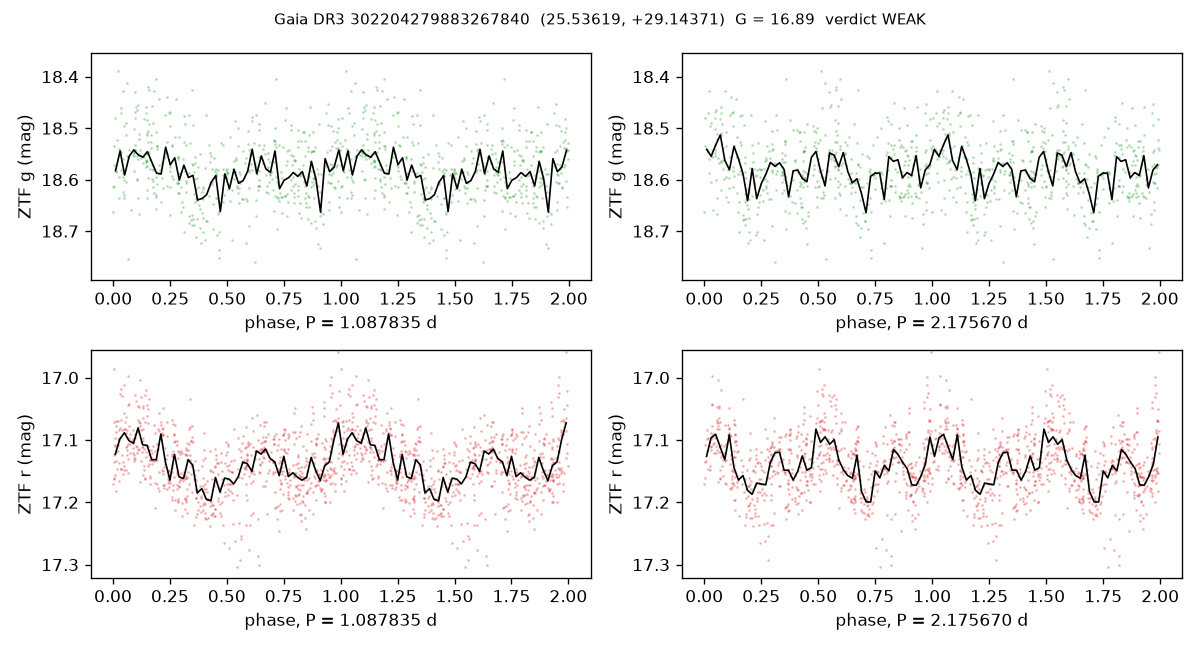 Gaia DR3 302204279883267840 (25.53619, +29.14371) G = 16.89 verdict WEAK
ZTF g (mag)
18.4
18.5
18.6
18.7
0.00 0.25 0.50 0.75 1.00 1.25 1.50 1.75 2.00
phase, P = 1.087835 d
ZTF g (mag)
18.4
18.5
18.6
18.7
0.00 0.25 0.50 0.75 1.00 1.25 1.50 1.75 2.00
phase, P = 2.175670 d
ZTF r (mag)
17.0
17.1
17.2
17.3
0.00 0.25 0.50 0.75 1.00 1.25 1.50 1.75 2.00
phase, P = 1.087835 d
ZTF r (mag)
17.0
17.1
17.2
17.3
0.00 0.25 0.50 0.75 1.00 1.25 1.50 1.75 2.00
phase, P = 2.175670 d